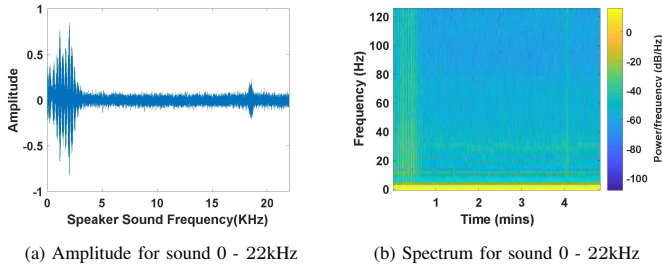 1
0.5
0
-0.5
-1
Amplitude
0 5 10 15 20
Speaker Sound Frequency(KHz)
(a) Amplitude for sound 0 - 22kHz
120
100
80
60
40
20
0
Frequency (Hz)
1 2 3 4
Time (mins)
0
-20
-40
-60
-80
-100
Power/frequency (dB/Hz)
(b) Spectrum for sound 0 - 22kHz